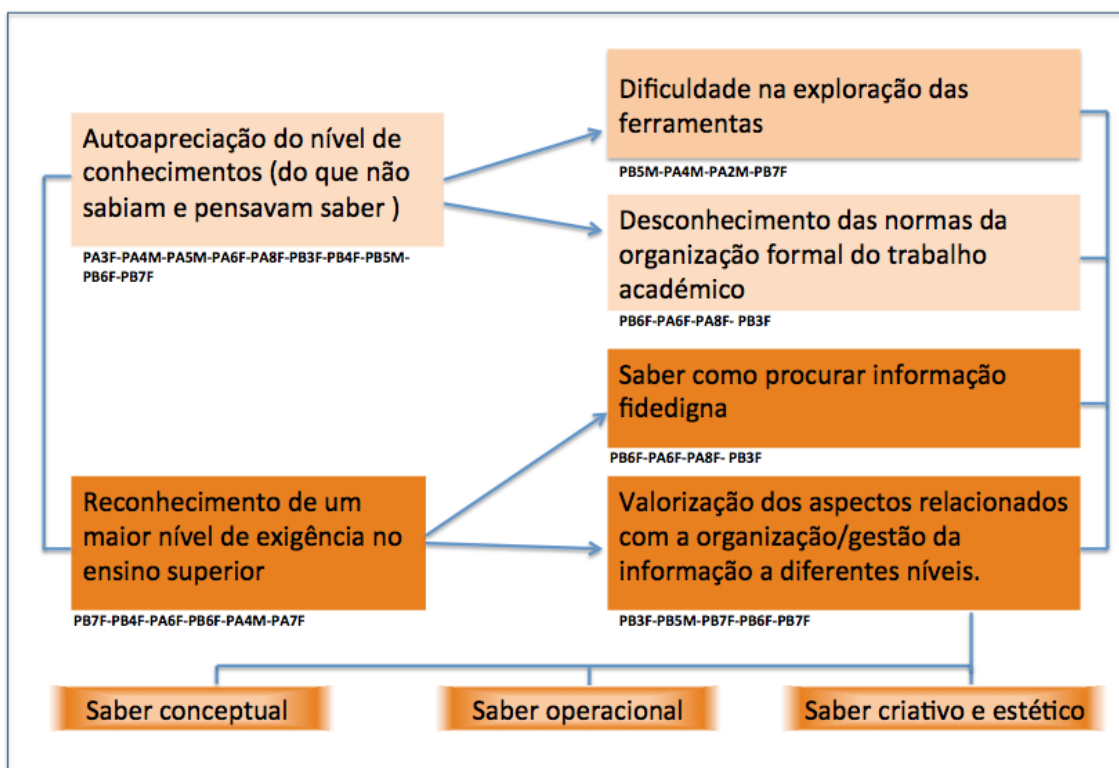 Autoapreciação do nível de
conhecimentos (do que não
sabiam e pensavam saber )
PA3F-PA4M-PA5M-PA6F-PA8F-PB3F-PB4F-PB5M-
PB6F-PB7F
Dificuldade na exploração das
ferramentas
PB5M-PA4M-PA2M-PB7F
Desconhecimento das normas da
organização formal do trabalho
académico
PB6F-PA6F-PA8F- PB3F
Saber como procurar informação
fidedigna
PB6F-PA6F-PA8F- PB3F
Reconhecimento de um
maior nível de exigência no
ensino superior
PB7F-PB4F-PA6F-PB6F-PA4M-PA7F
Valorização dos aspectos relacionados
com a organização/gestão da
informação a diferentes níveis.
PB3F-PB5M-PB7F-PB6F-PB7F
Saber conceptual
Saber operacional
Saber criativo e estético